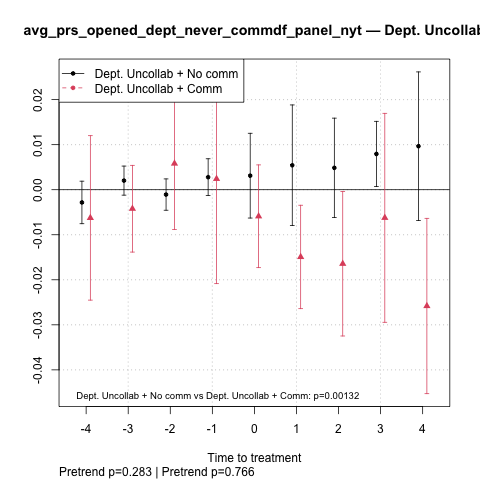 avg_prs_opened_dept_never_commdf_panel_nyt — Dept. Uncollab
Dept. Uncollab + No comm
Dept. Uncollab + Comm
0.02
0.01
0.00
-0.01
-0.02
-0.03
-0.04
Dept. Uncollab + No comm vs Dept. Uncollab + Comm: p=0.00132
-4 -3 -2 -1 0 1 2 3 4
Time to treatment
Pretrend p=0.283 | Pretrend p=0.766